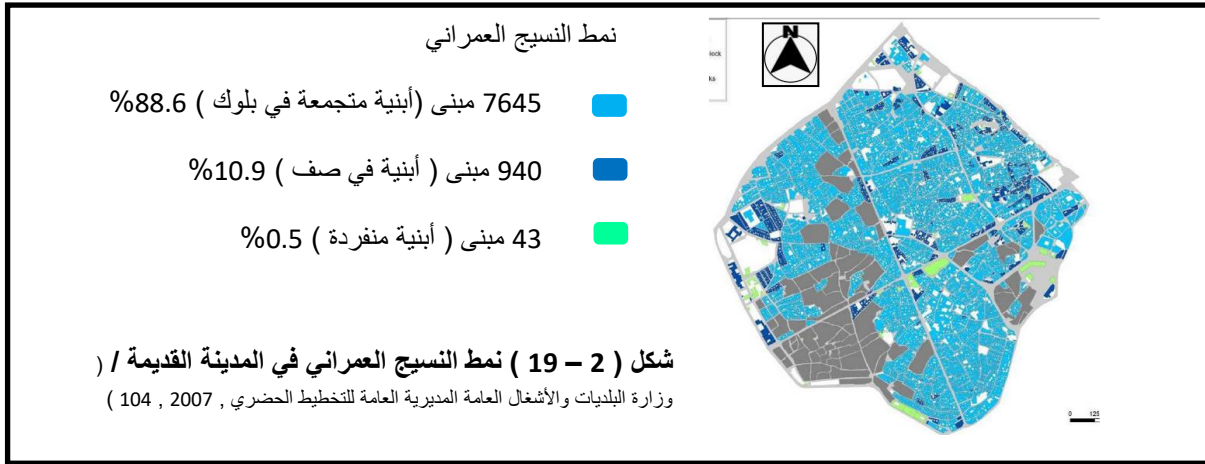 نمط النسيج العمراني
7645 مبنى (أبنية متجمعة في بلوك ) 88.6%
940 مبنى ( أبنية في صف ) 10.9%
43 مبنى ( أبنية منفردة ) 0.5%
شكل ( 2 – 19 ) نمط النسيج العمراني في المدينة القديمة / (
وزارة البلديات والأشغال العامة المديرية العامة للتخطيط الحضري , 2007 , 104 )
N
0 125